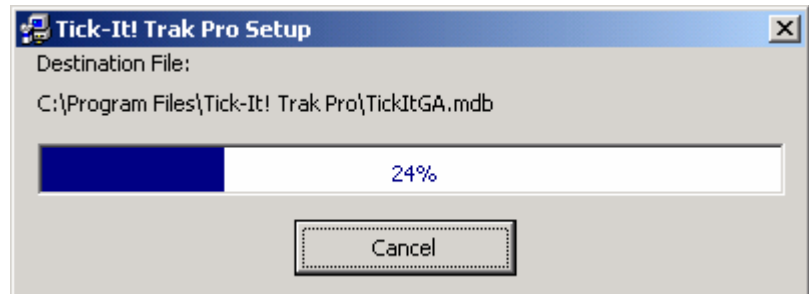 Tick-It! Trak Pro Setup
Destination File:
C:\Program Files\Tick-It! Trak Pro\TickItGA.mdb
24%
Cancel